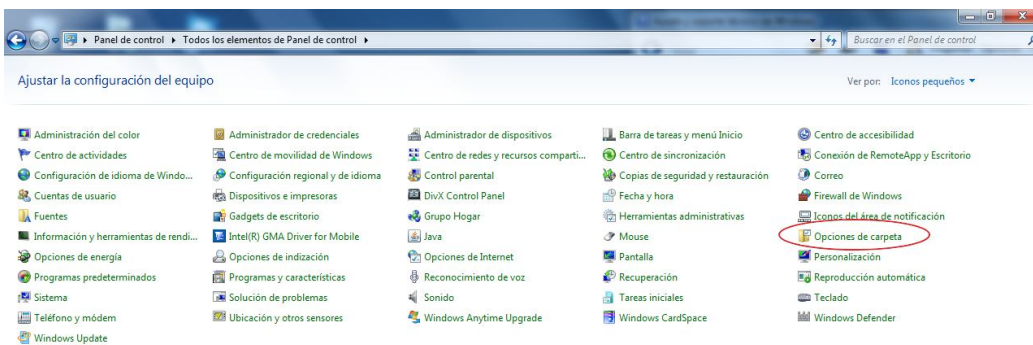 Panel de control ▸ Todos los elementos de Panel de control ▸ Buscar en el Panel de control
Ajustar la configuración del equipo Ver por: Iconos pequeños
Administración del color Administrador de credenciales Administrador de dispositivos Barra de tareas y menú Inicio Centro de accesibilidad
Centro de actividades Centro de movilidad de Windows Centro de redes y recursos comparti... Centro de sincronización Conexión de RemoteApp y Escritorio
Configuración de idioma de Windo... Configuración regional y de idioma Control parental Copias de seguridad y restauración Correo
Cuentas de usuario Dispositivos e impresoras DivX Control Panel Fecha y hora Firewall de Windows
Fuentes Gadgets de escritorio Grupo Hogar Herramientas administrativas Iconos del área de notificación
Información y herramientas de rendi... Intel(R) GMA Driver for Mobile Java Mouse Opciones de carpeta
Opciones de energía Opciones de indización Opciones de Internet Pantalla Personalización
Programas predeterminados Programas y características Reconocimiento de voz Recuperación Reproducción automática
Sistema Solución de problemas Sonido Tareas iniciales Teclado
Teléfono y módem Ubicación y otros sensores Windows Anytime Upgrade Windows CardSpace Windows Defender
Windows Update